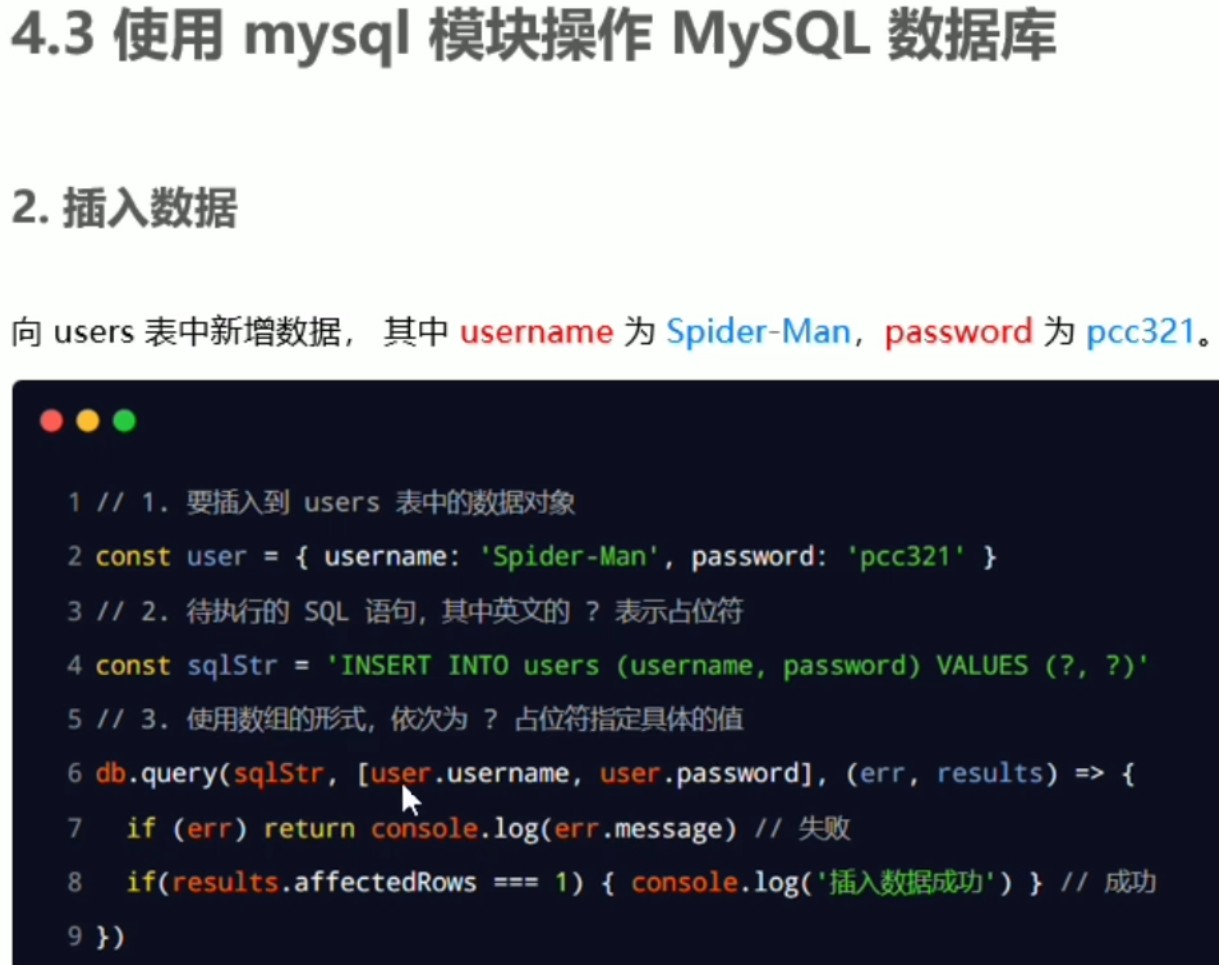 4.3 使用 mysql 模块操作 MySQL 数据库
2. 插入数据
向 users 表中新增数据， 其中 username 为 Spider-Man，password 为 pcc321。
1 // 1. 要插入到 users 表中的数据对象
2 const user = { username: 'Spider-Man', password: 'pcc321' }
3 // 2. 待执行的 SQL 语句，其中英文的 ? 表示占位符
4 const sqlStr = 'INSERT INTO users (username, password) VALUES (?, ?)'
5 // 3. 使用数组的形式，依次为 ? 占位符指定具体的值
6 db.query(sqlStr, [user.username, user.password], (err, results) => {
7   if (err) return console.log(err.message) // 失败
8   if(results.affectedRows === 1) { console.log('插入数据成功') } // 成功
9 })